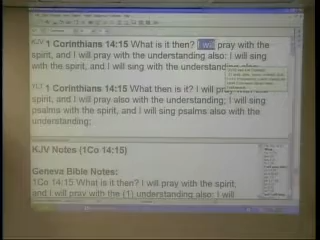 KJV 1 Corinthians 14:15 What is it then? I will pray with the
spirit, and I will pray with the understanding also: I will sing
with the spirit, and I will sing with the understanding
YLT 1 Corinthians 14:15 What then is it? I will pray with the
spirit, and I will pray also with the understanding; I will sing
psalms with the spirit, and I will sing psalms also with the
understanding;
KJV Notes (1Co 14:15)
Geneva Bible Notes:
1Co 14:15 What is it then? I will pray with the spirit,
and I will pray with the (1) understanding also: I will